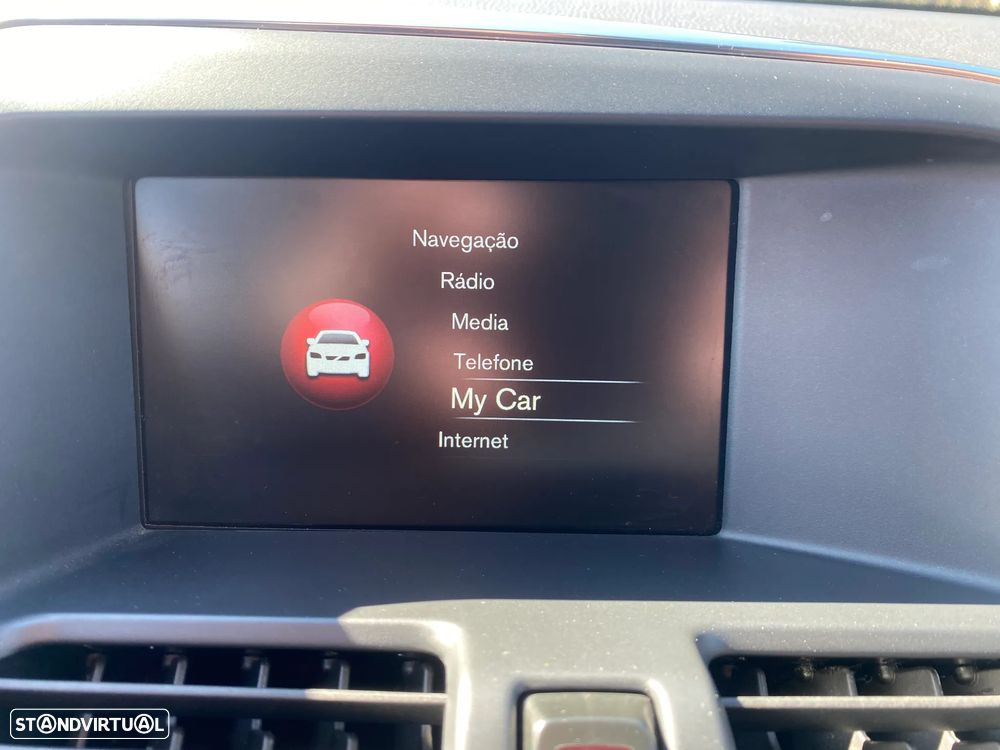 Navegação
Rádio
Media
Telefone
My Car
Internet
STANDVIRTUAL